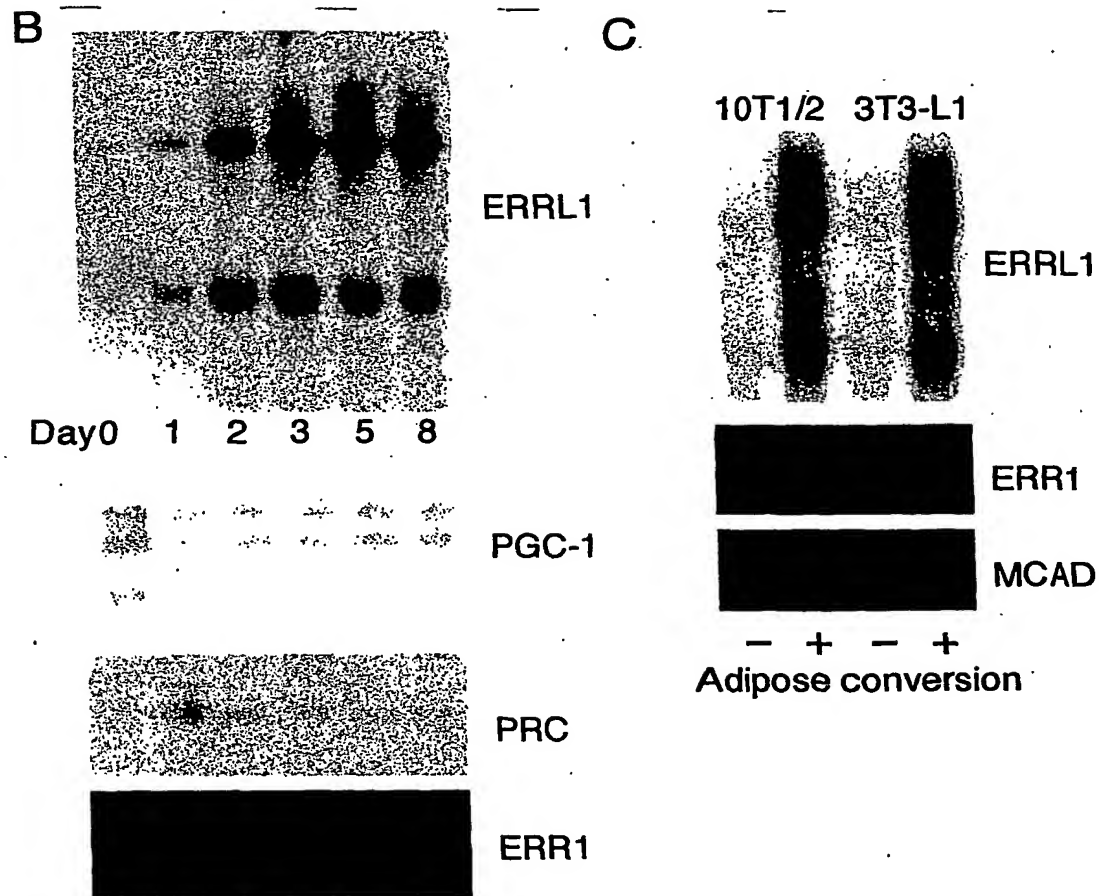 B
ERRL1
Day0 1 2 3 5 8
PGC-1
PRC
ERR1
C
10T1/2 3T3-L1
ERRL1
ERR1
MCAD
− + − +
Adipose conversion